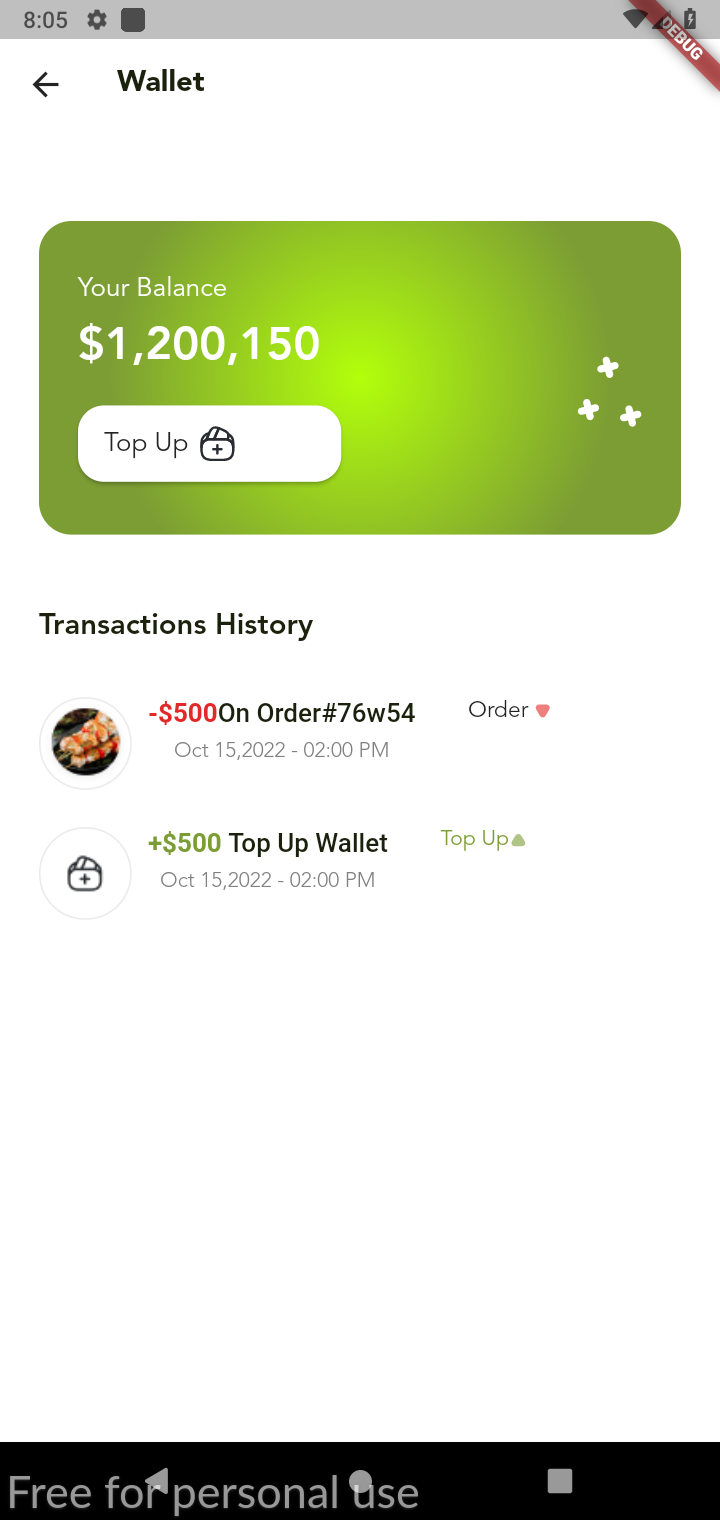 8:05
DEBUG
Wallet
Your Balance
$1,200,150
Top Up
Transactions History
-$500On Order#76w54
Order
Oct 15,2022 - 02:00 PM
+$500 Top Up Wallet
Top Up
Oct 15,2022 - 02:00 PM
Free for personal use